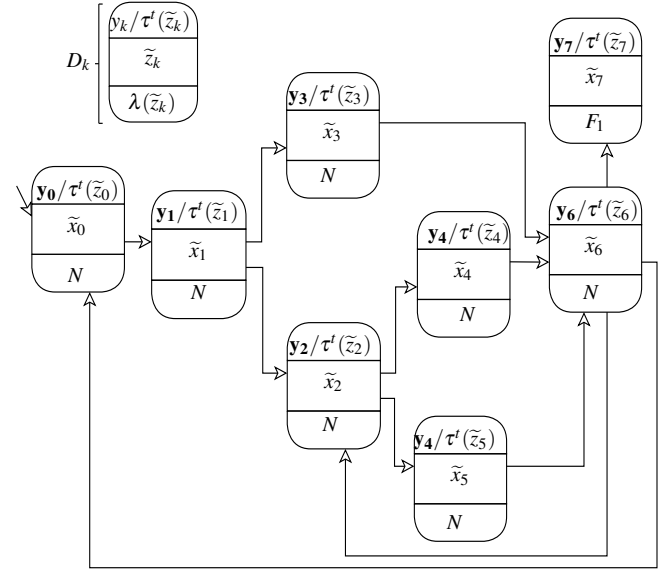 y_k/τ^t(z̃_k)
D_k
z̃_k
λ(z̃_k)
y_0/τ^t(z̃_0)
x̃_0
N
y_1/τ^t(z̃_1)
x̃_1
N
y_3/τ^t(z̃_3)
x̃_3
N
y_2/τ^t(z̃_2)
x̃_2
N
y_4/τ^t(z̃_4)
x̃_4
N
y_4/τ^t(z̃_5)
x̃_5
N
y_7/τ^t(z̃_7)
x̃_7
F_1
y_6/τ^t(z̃_6)
x̃_6
N